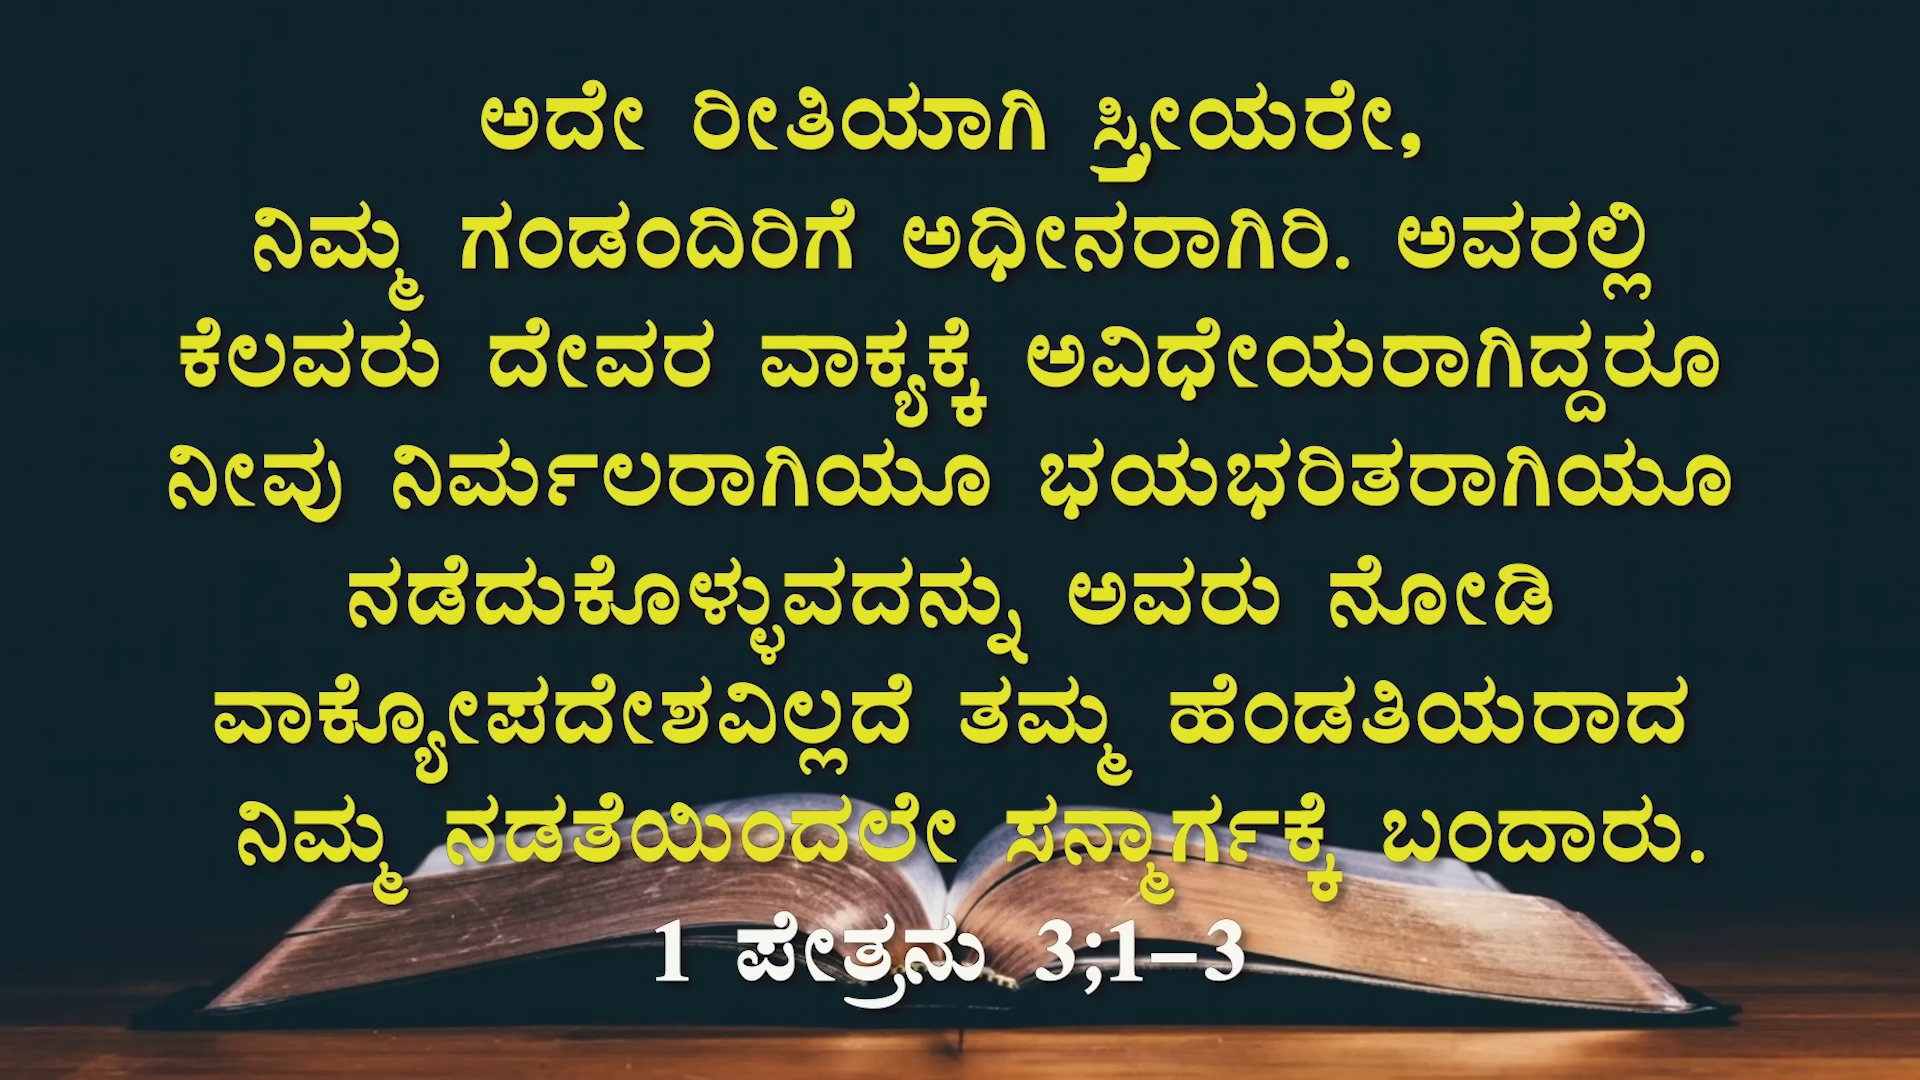 ಅದೇ ರೀತಿಯಾಗಿ ಸ್ತ್ರೀಯರೇ,
ನಿಮ್ಮ ಗಂಡಂದಿರಿಗೆ ಅಧೀನರಾಗಿರಿ. ಅವರಲ್ಲಿ
ಕೆಲವರು ದೇವರ ವಾಕ್ಯಕ್ಕೆ ಅವಿಧೇಯರಾಗಿದ್ದರೂ
ನೀವು ನಿರ್ಮಲರಾಗಿಯೂ ಭಯಭರಿತರಾಗಿಯೂ
ನಡೆದುಕೊಳ್ಳುವದನ್ನು ಅವರು ನೋಡಿ
ವಾಕ್ಯೋಪದೇಶವಿಲ್ಲದೆ ತಮ್ಮ ಹೆಂಡತಿಯರಾದ
ನಿಮ್ಮ ನಡತೆಯಿಂದಲೇ ಸನ್ಮಾರ್ಗಕ್ಕೆ ಬಂದಾರು.
1 ಪೇತ್ರನು 3;1-3